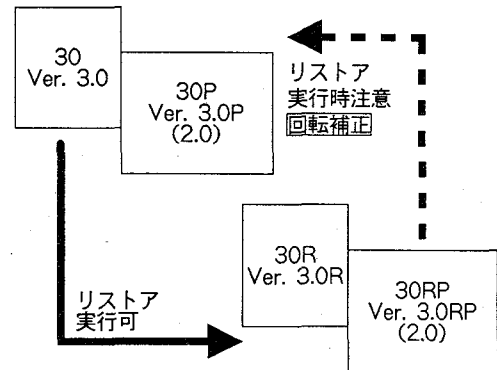 30
Ver. 3.0
30P
Ver. 3.0P
(2.0)
リストア
実行時注意
回転補正
30R
Ver. 3.0R
30RP
Ver. 3.0RP
(2.0)
リストア
実行可